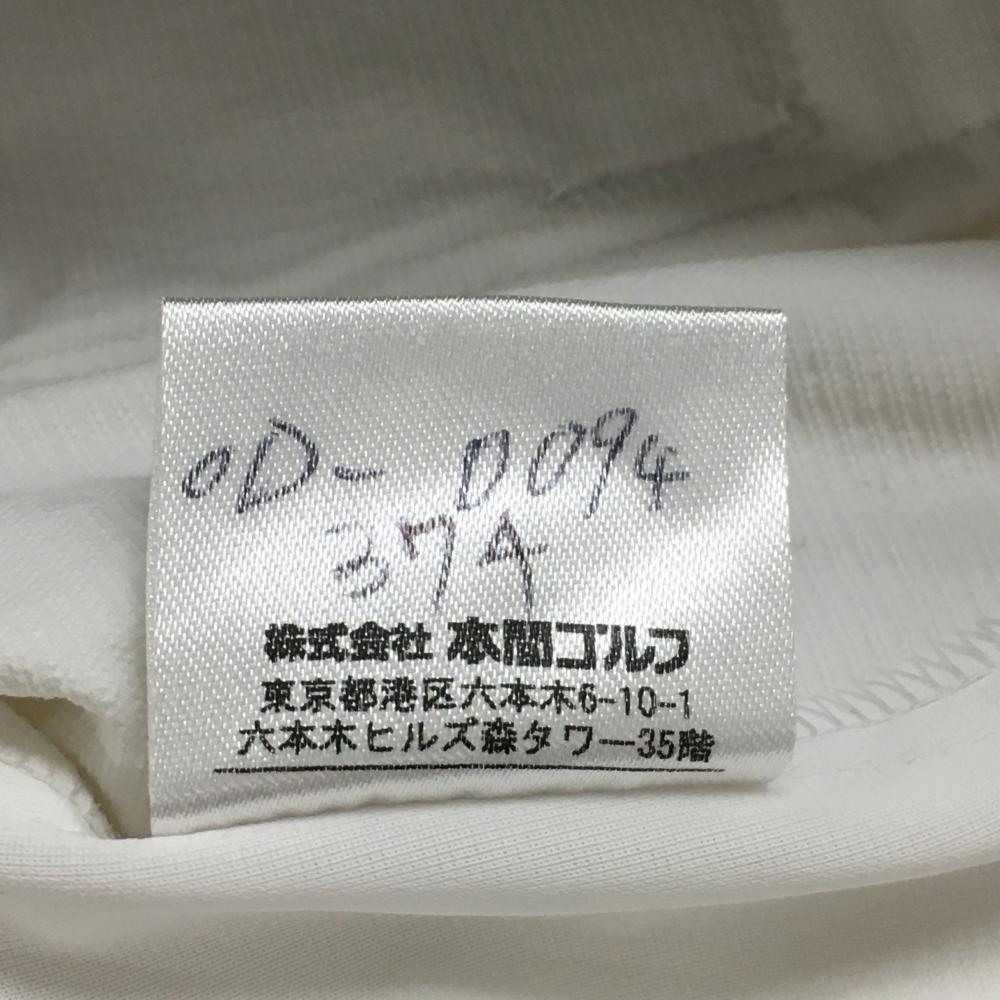 OD- D094
374
株式会社 本間ゴルフ
東京都港区六本木6-10-1
六本木ヒルズ森タワー35階